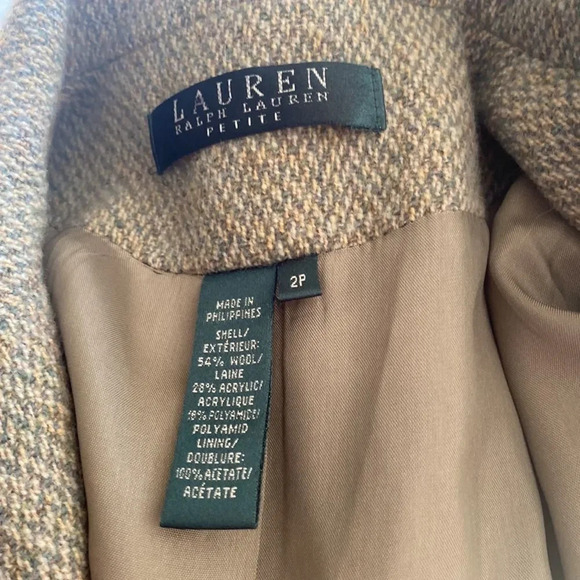 LAUREN
RALPH LAUREN
PETITE
2P
MADE IN
PHILIPPINES
SHELL/
EXTÉRIEUR:
54% WOOL/
LAINE
28% ACRYLIC/
ACRYLIQUE
18% POLYAMIDE/
POLYAMID
LINING/
DOUBLURE:
100% ACETATE/
ACÉTATE